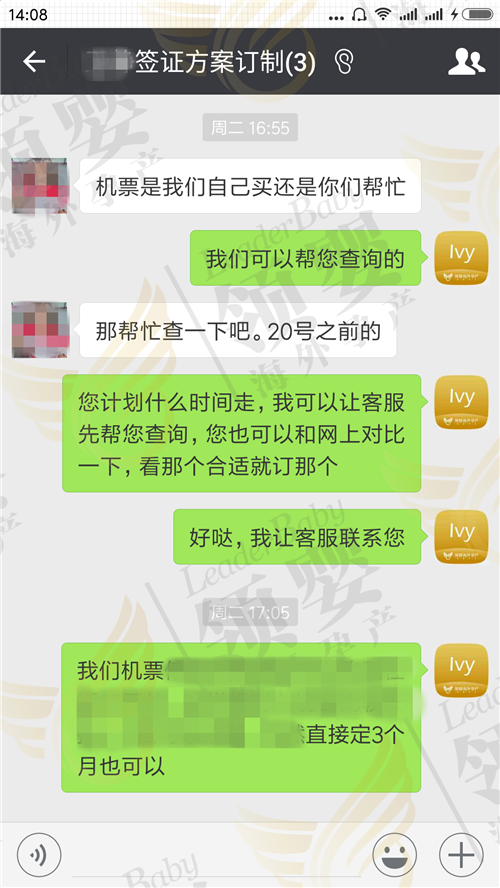 14:08
签证方案订制(3)
周二 16:55
机票是我们自己买还是你们帮忙
我们可以帮您查询的
Ivy
那帮忙查一下吧。20号之前的
您计划什么时间走，我可以让客服
先帮您查询，您也可以和网上对比
一下，看那个合适就订那个
Ivy
好哒，我让客服联系您
Ivy
周二 17:05
我们机票
直接定3个
月也可以
Ivy
LeaderBaby
领婴
海外孕产